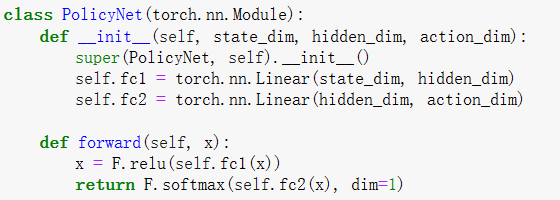 class PolicyNet(torch.nn.Module):
    def __init__(self, state_dim, hidden_dim, action_dim):
        super(PolicyNet, self).__init__()
        self.fc1 = torch.nn.Linear(state_dim, hidden_dim)
        self.fc2 = torch.nn.Linear(hidden_dim, action_dim)

    def forward(self, x):
        x = F.relu(self.fc1(x))
        return F.softmax(self.fc2(x), dim=1)